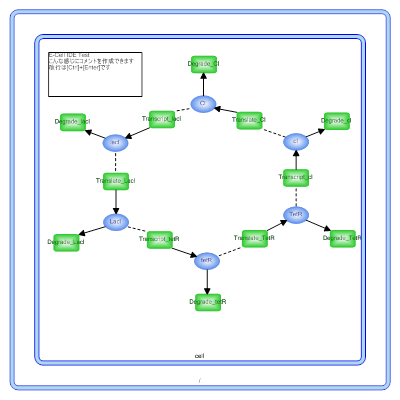 E-Cell IDE Test
こんな感じにコメントを作成できます
改行は[Ctrl]+[Enter]です
Degrade_CI
CI
Transcript_lacI
Translate_CI
Degrade_lacI
Degrade_cI
lacI
cI
Translate_LacI
Transcript_cI
LacI
TetR
Transcript_tetR
Translate_TetR
Degrade_LacI
Degrade_TetR
tetR
Degrade_tetR
cell
/